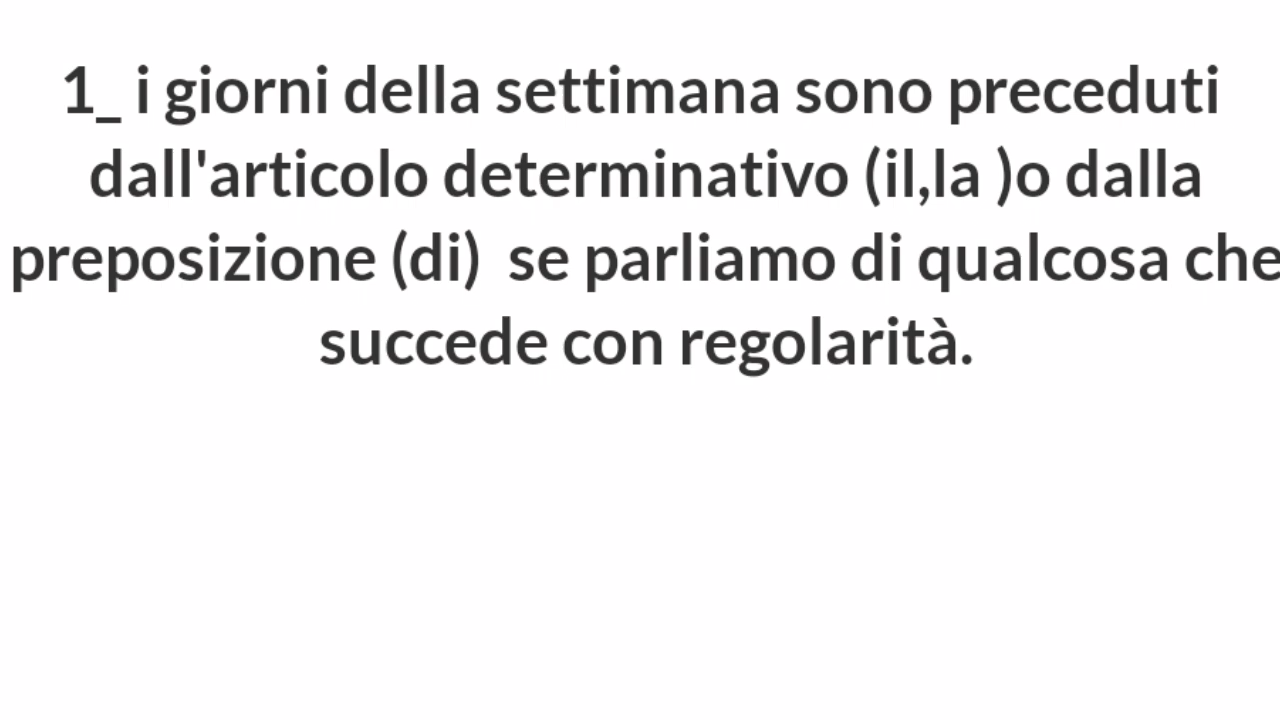 1_ i giorni della settimana sono preceduti
dall'articolo determinativo (il,la )o dalla
preposizione (di)  se parliamo di qualcosa che
succede con regolarità.